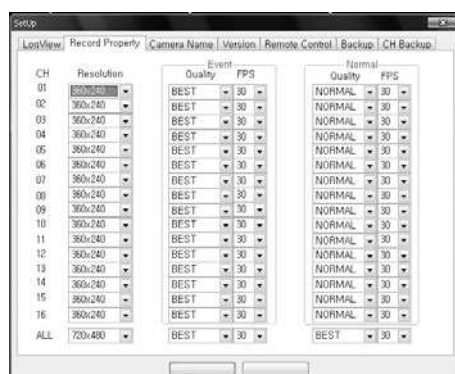 SetUp
LogView Record Property Camera Name Version Remote Control Backup CH Backup
Event Normal
CH Resolution Quality FPS Quality FPS
01 360x240 BEST 30 NORMAL 30
02 360x240 BEST 30 NORMAL 30
03 360x240 BEST 30 NORMAL 30
04 360x240 BEST 30 NORMAL 30
05 360x240 BEST 30 NORMAL 30
06 360x240 BEST 30 NORMAL 30
07 360x240 BEST 30 NORMAL 30
08 360x240 BEST 30 NORMAL 30
09 360x240 BEST 30 NORMAL 30
10 360x240 BEST 30 NORMAL 30
11 360x240 BEST 30 NORMAL 30
12 360x240 BEST 30 NORMAL 30
13 360x240 BEST 30 NORMAL 30
14 360x240 BEST 30 NORMAL 30
15 360x240 BEST 30 NORMAL 30
16 360x240 BEST 30 NORMAL 30
ALL 720x480 BEST 30 BEST 30